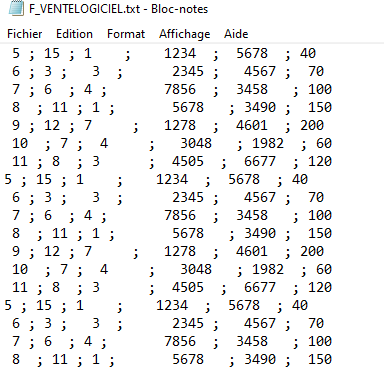 F_VENTELOGICIEL.txt - Bloc-notes
Fichier Edition Format Affichage Aide
5 ; 15 ; 1 ; 1234 ; 5678 ; 40
6 ; 3 ; 3 ; 2345 ; 4567 ; 70
7 ; 6 ; 4 ; 7856 ; 3458 ; 100
8 ; 11 ; 1 ; 5678 ; 3490 ; 150
9 ; 12 ; 7 ; 1278 ; 4601 ; 200
10 ; 7 ; 4 ; 3048 ; 1982 ; 60
11 ; 8 ; 3 ; 4505 ; 6677 ; 120
5 ; 15 ; 1 ; 1234 ; 5678 ; 40
6 ; 3 ; 3 ; 2345 ; 4567 ; 70
7 ; 6 ; 4 ; 7856 ; 3458 ; 100
8 ; 11 ; 1 ; 5678 ; 3490 ; 150
9 ; 12 ; 7 ; 1278 ; 4601 ; 200
10 ; 7 ; 4 ; 3048 ; 1982 ; 60
11 ; 8 ; 3 ; 4505 ; 6677 ; 120
5 ; 15 ; 1 ; 1234 ; 5678 ; 40
6 ; 3 ; 3 ; 2345 ; 4567 ; 70
7 ; 6 ; 4 ; 7856 ; 3458 ; 100
8 ; 11 ; 1 ; 5678 ; 3490 ; 150